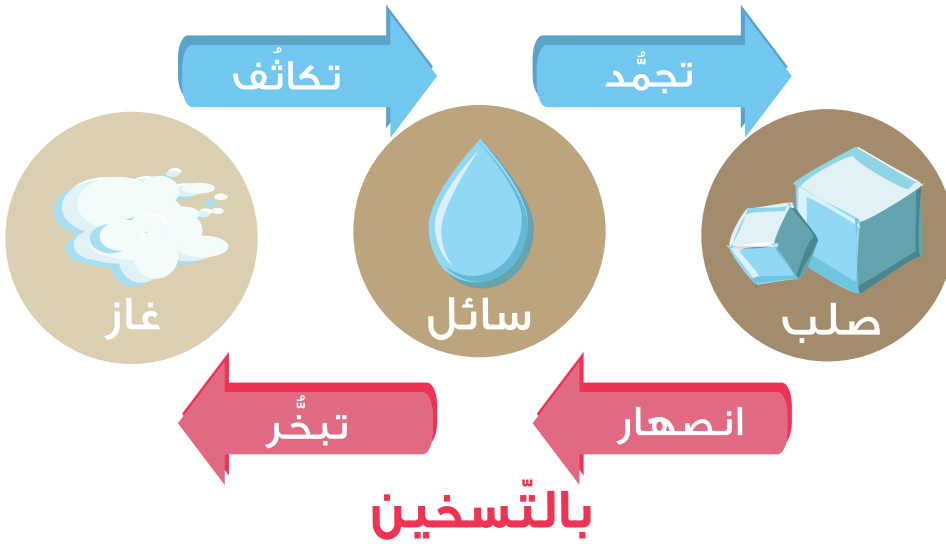 تجمُّد
تكاثُف
صلب
سائل
غاز
انصهار
تبخُّر
بالتّسخين